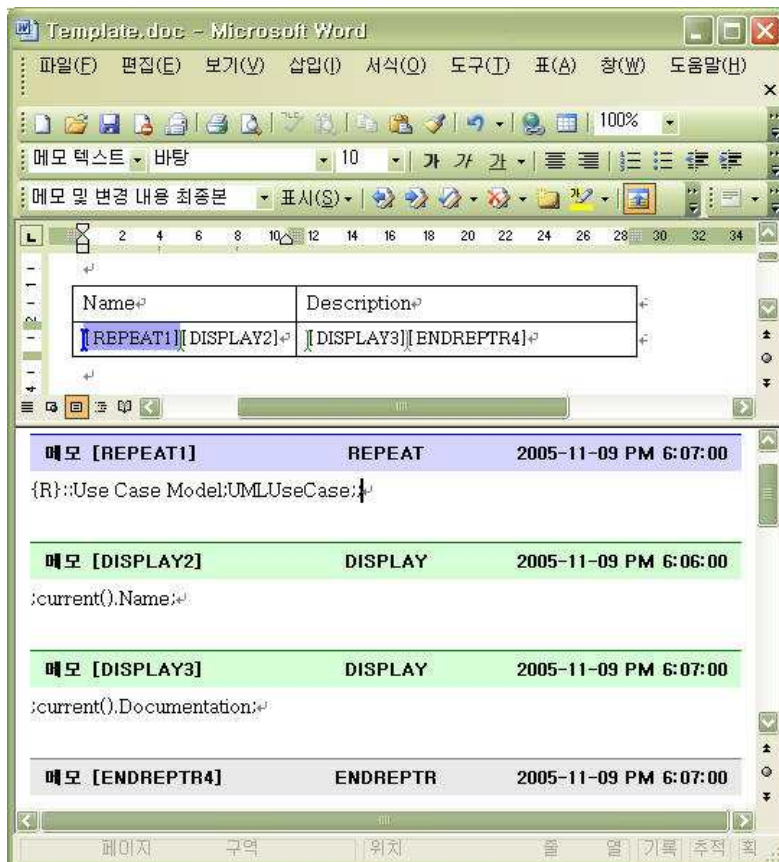 Template.doc - Microsoft Word
파일(F) 편집(E) 보기(V) 삽입(I) 서식(O) 도구(T) 표(A) 창(W) 도움말(H)
100%
메모 텍스트 바탕 10 가 가 가
메모 및 변경 내용 최종본 표시(S)
2 4 6 8 10 12 14 16 18 20 22 24 26 28 30 32 34
Name Description
[REPEAT1][DISPLAY2] [DISPLAY3][ENDREPTR4]
메모 [REPEAT1] REPEAT 2005-11-09 PM 6:07:00
{R}::Use Case Model;UMLUseCase;;
메모 [DISPLAY2] DISPLAY 2005-11-09 PM 6:06:00
;current().Name;
메모 [DISPLAY3] DISPLAY 2005-11-09 PM 6:07:00
;current().Documentation;
메모 [ENDREPTR4] ENDREPTR 2005-11-09 PM 6:07:00
페이지 구역 위치 줄 열 기록 추적 확